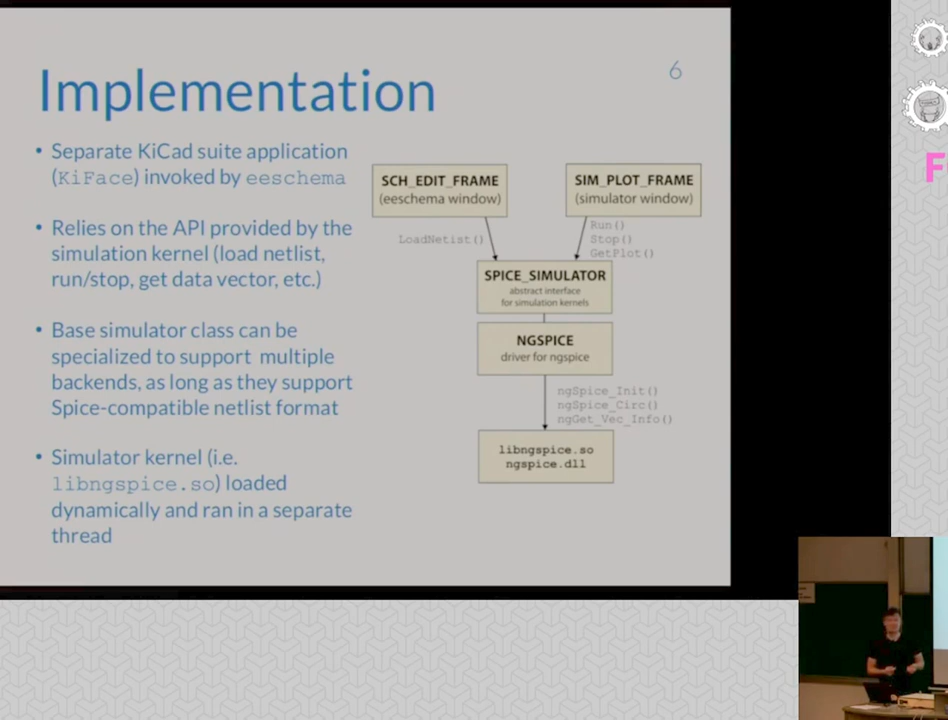 Implementation
6
• Separate KiCad suite application
(KiFace) invoked by eeschema
• Relies on the API provided by the
simulation kernel (load netlist,
run/stop, get data vector, etc.)
• Base simulator class can be
specialized to support multiple
backends, as long as they support
Spice-compatible netlist format
• Simulator kernel (i.e.
libngspice.so) loaded
dynamically and ran in a separate
thread
SCH_EDIT_FRAME
(eeschema window)
SIM_PLOT_FRAME
(simulator window)
LoadNetlist()
Run()
Stop()
GetPlot()
SPICE_SIMULATOR
abstract interface
for simulation kernels
NGSPICE
driver for ngspice
ngSpice_Init()
ngSpice_Circ()
ngGet_Vec_Info()
libngspice.so
ngspice.dll
F